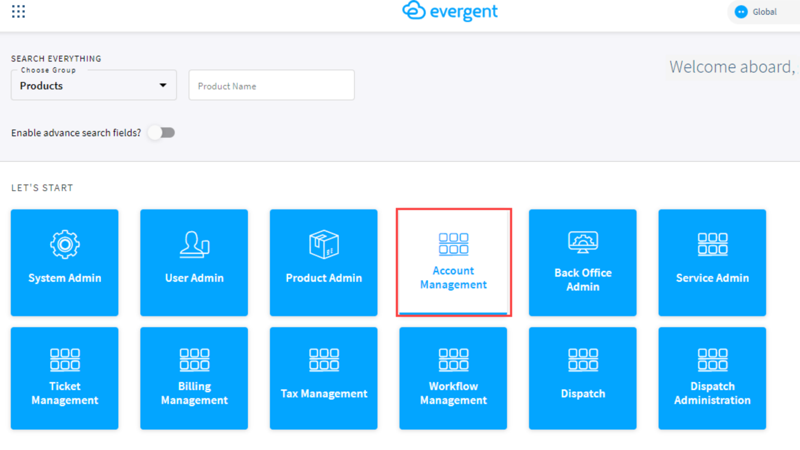 evergent
Global
SEARCH EVERYTHING
Choose Group
Products
Product Name
Welcome aboard,
Enable advance search fields?
LET'S START
System Admin
User Admin
Product Admin
Account
Management
Back Office
Admin
Service Admin
Ticket
Management
Billing
Management
Tax Management
Workflow
Management
Dispatch
Dispatch
Administration